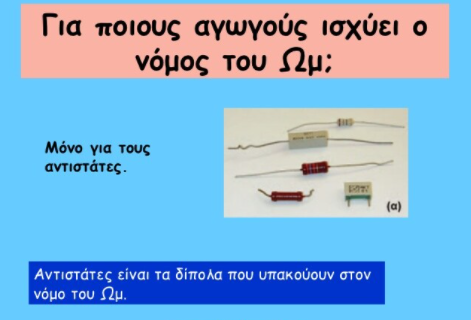 Για ποιους αγωγούς ισχύει ο
νόμος του Ωμ;
Μόνο για τους
αντιστάτες.
(α)
Αντιστάτες είναι τα δίπολα που υπακούουν στον
νόμο του Ωμ.